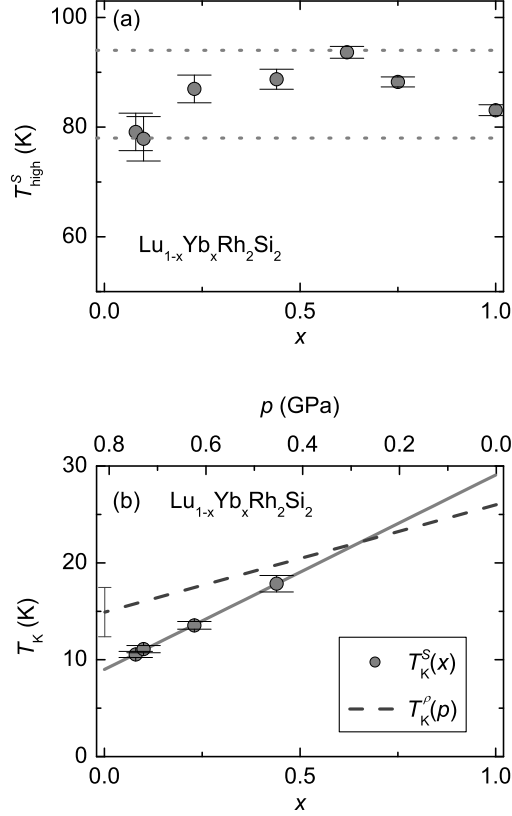 (a)
100
80
60
T^S_high (K)
Lu1-xYbxRh2Si2
0.0 0.5 1.0
x
p (GPa)
0.8 0.6 0.4 0.2 0.0
(b) Lu1-xYbxRh2Si2
30
20
10
0
T_K (K)
T^S_K(x)
T^ρ_K(p)
0.0 0.5 1.0
x